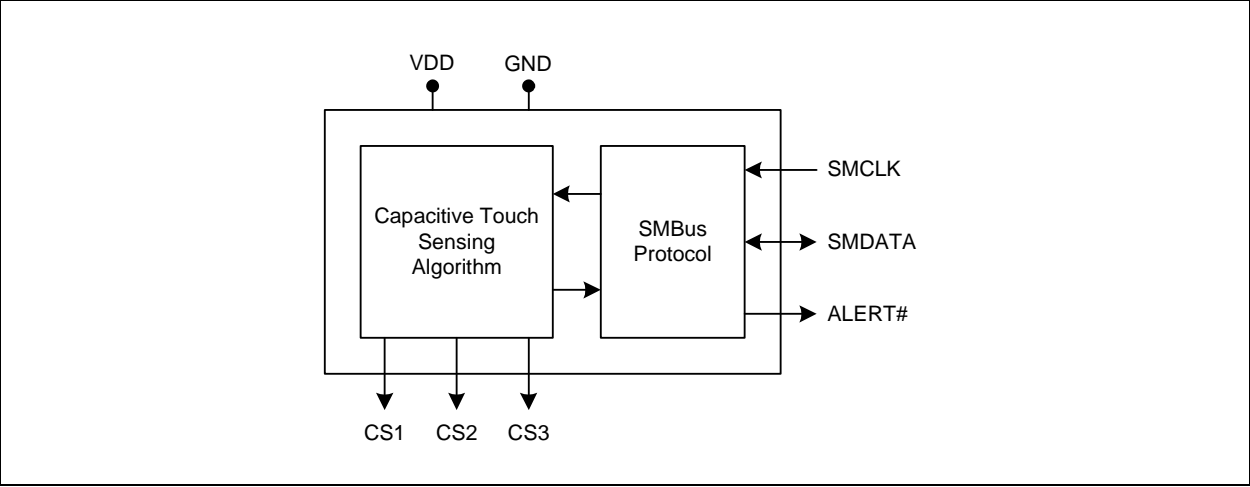 VDD GND
SMCLK
Capacitive Touch
Sensing
Algorithm
SMBus
Protocol
SMDATA
ALERT#
CS1 CS2 CS3